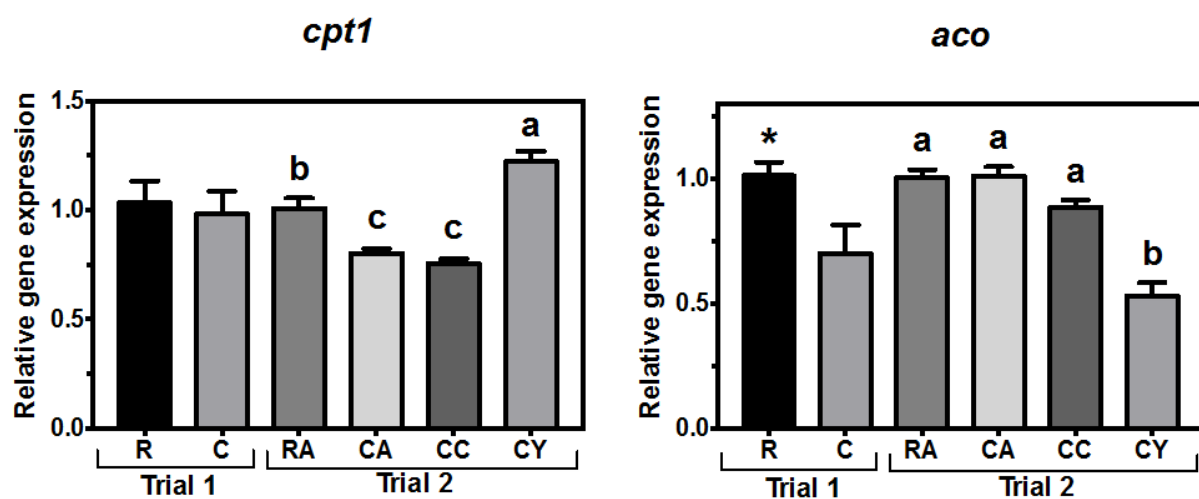 cpt1
Relative gene expression
1.5
1.0
0.5
0.0
b
c
c
a
R C RA CA CC CY
Trial 1 Trial 2
aco
Relative gene expression
1.0
0.5
0.0
*
a
a
a
b
R C RA CA CC CY
Trial 1 Trial 2